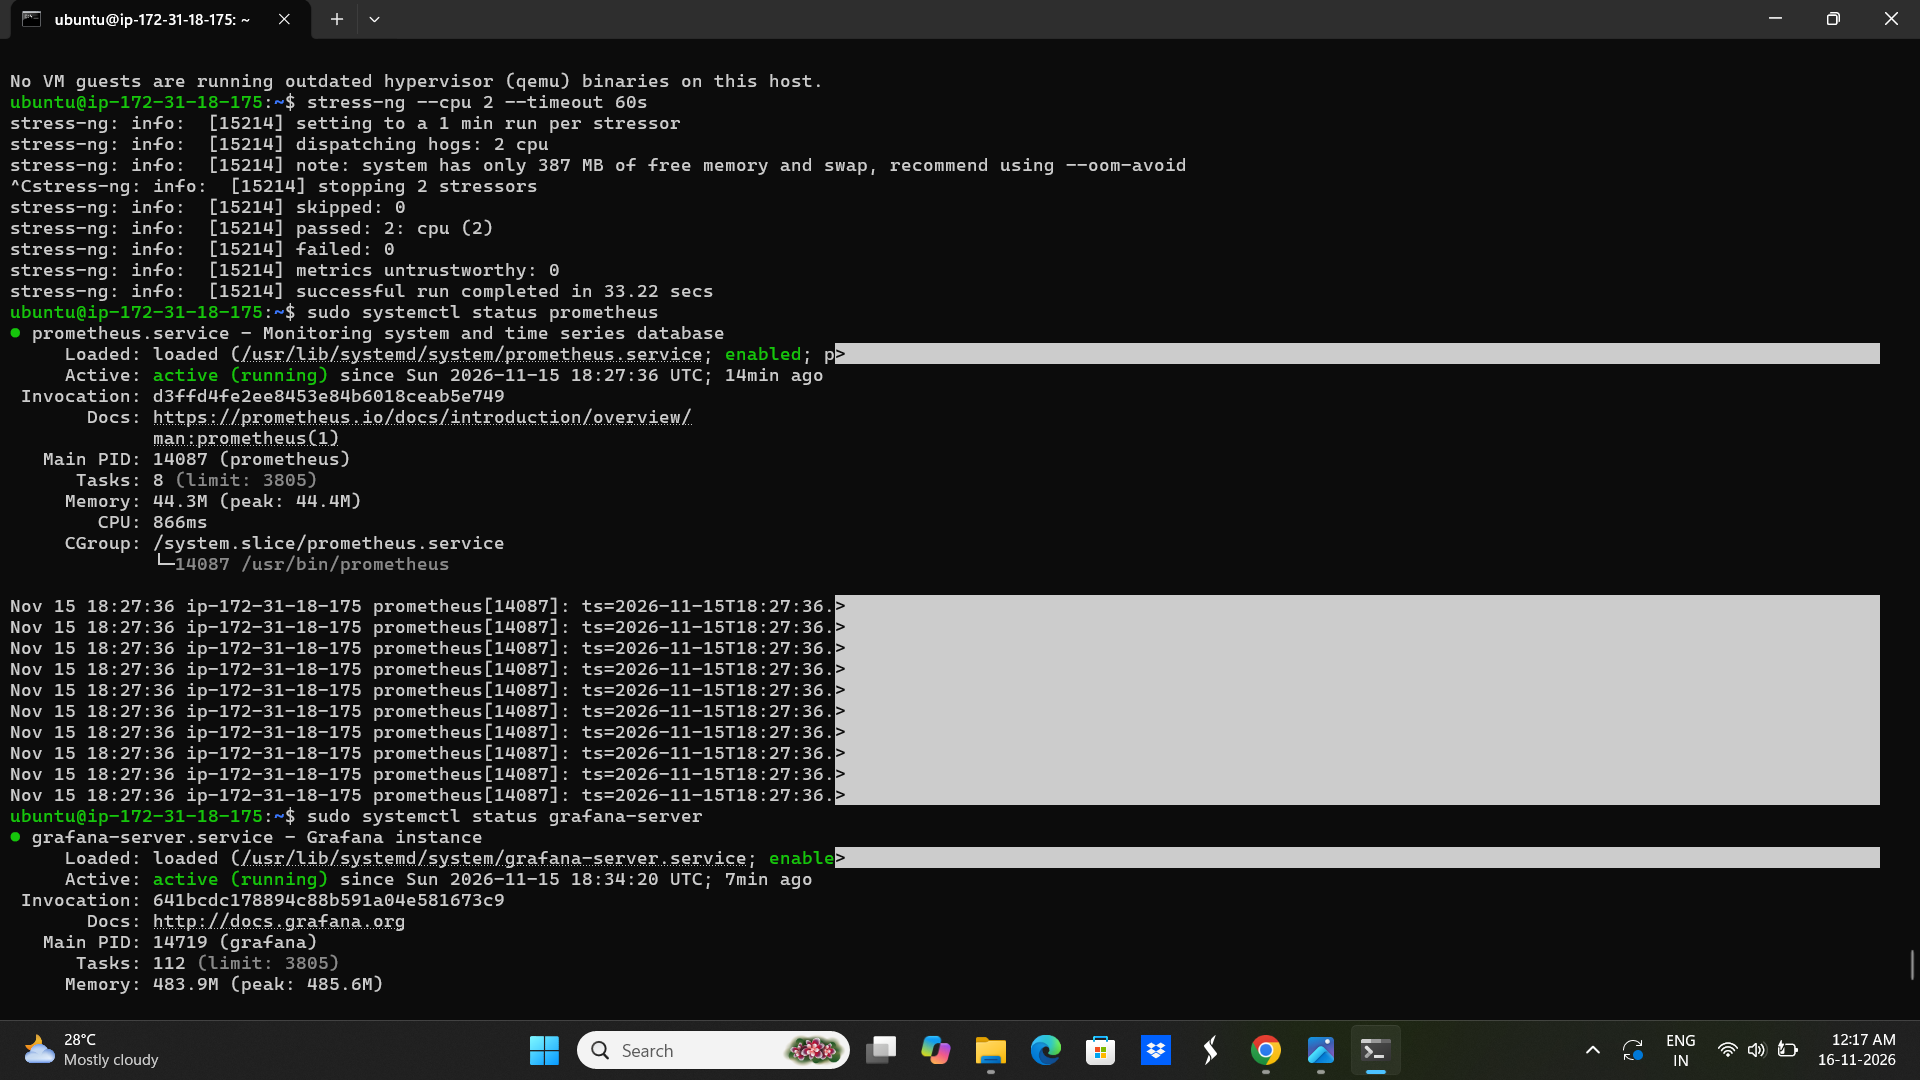 ubuntu@ip-172-31-18-175: ~
No VM guests are running outdated hypervisor (qemu) binaries on this host.
ubuntu@ip-172-31-18-175:~$ stress-ng --cpu 2 --timeout 60s
stress-ng: info:  [15214] setting to a 1 min run per stressor
stress-ng: info:  [15214] dispatching hogs: 2 cpu
stress-ng: info:  [15214] note: system has only 387 MB of free memory and swap, recommend using --oom-avoid
^Cstress-ng: info:  [15214] stopping 2 stressors
stress-ng: info:  [15214] skipped: 0
stress-ng: info:  [15214] passed: 2: cpu (2)
stress-ng: info:  [15214] failed: 0
stress-ng: info:  [15214] metrics untrustworthy: 0
stress-ng: info:  [15214] successful run completed in 33.22 secs
ubuntu@ip-172-31-18-175:~$ sudo systemctl status prometheus
● prometheus.service - Monitoring system and time series database
     Loaded: loaded (/usr/lib/systemd/system/prometheus.service; enabled; p>
     Active: active (running) since Sun 2026-11-15 18:27:36 UTC; 14min ago
 Invocation: d3ffd4fe2ee8453e84b6018ceab5e749
       Docs: https://prometheus.io/docs/introduction/overview/
             man:prometheus(1)
   Main PID: 14087 (prometheus)
      Tasks: 8 (limit: 3805)
     Memory: 44.3M (peak: 44.4M)
        CPU: 866ms
     CGroup: /system.slice/prometheus.service
             └─14087 /usr/bin/prometheus
Nov 15 18:27:36 ip-172-31-18-175 prometheus[14087]: ts=2026-11-15T18:27:36.>
Nov 15 18:27:36 ip-172-31-18-175 prometheus[14087]: ts=2026-11-15T18:27:36.>
Nov 15 18:27:36 ip-172-31-18-175 prometheus[14087]: ts=2026-11-15T18:27:36.>
Nov 15 18:27:36 ip-172-31-18-175 prometheus[14087]: ts=2026-11-15T18:27:36.>
Nov 15 18:27:36 ip-172-31-18-175 prometheus[14087]: ts=2026-11-15T18:27:36.>
Nov 15 18:27:36 ip-172-31-18-175 prometheus[14087]: ts=2026-11-15T18:27:36.>
Nov 15 18:27:36 ip-172-31-18-175 prometheus[14087]: ts=2026-11-15T18:27:36.>
Nov 15 18:27:36 ip-172-31-18-175 prometheus[14087]: ts=2026-11-15T18:27:36.>
Nov 15 18:27:36 ip-172-31-18-175 prometheus[14087]: ts=2026-11-15T18:27:36.>
Nov 15 18:27:36 ip-172-31-18-175 prometheus[14087]: ts=2026-11-15T18:27:36.>
ubuntu@ip-172-31-18-175:~$ sudo systemctl status grafana-server
● grafana-server.service - Grafana instance
     Loaded: loaded (/usr/lib/systemd/system/grafana-server.service; enable>
     Active: active (running) since Sun 2026-11-15 18:34:20 UTC; 7min ago
 Invocation: 641bcdc178894c88b591a04e581673c9
       Docs: http://docs.grafana.org
   Main PID: 14719 (grafana)
      Tasks: 112 (limit: 3805)
     Memory: 483.9M (peak: 485.6M)
28°C
Mostly cloudy
Search
ENG
IN
12:17 AM
16-11-2026